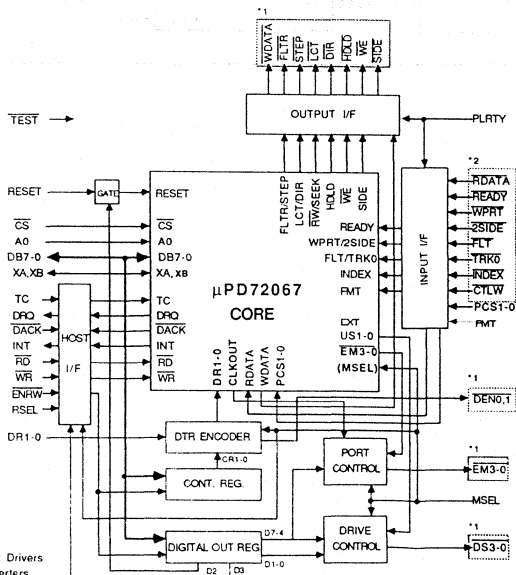 *1
WDATA
FLTR
STEP
LCT
DIR
HDLD
WE
SIDE
OUTPUT I/F
TEST
PLRTY
*2
RDATA
READY
WPRT
2SIDE
FLT
TRK0
INDEX
CTLW
PCS1-0
FMT
INPUT I/F
RESET
GATE
RESET
FLTR/STEP
LCT/DIR
RW/SEEK
HDLD
WE
SIDE
CS
A0
DB7-0
XA, XB
CS
A0
DB7-0
XA, XB
READY
WPRT/2SIDE
FLT/TRK0
INDEX
FMT
TC
DRQ
DACK
INT
RD
WR
ENRW
RSEL
HOST I/F
TC
DRQ
DACK
INT
RD
WR
µPD72067
CORE
EXT
US1-0
EM3-0
(MSEL)
DR1-0
CLKOUT
RDATA
WDATA
PCS1-0
*1
DEN0,1
DR1-0
DTR ENCODER
CR1-0
CONT. REG.
PORT CONTROL
*1
EM3-0
MSEL
DIGITAL OUT REG
D7-4
D1-0
D2
D3
DRIVE CONTROL
*1
DS3-0
Drivers